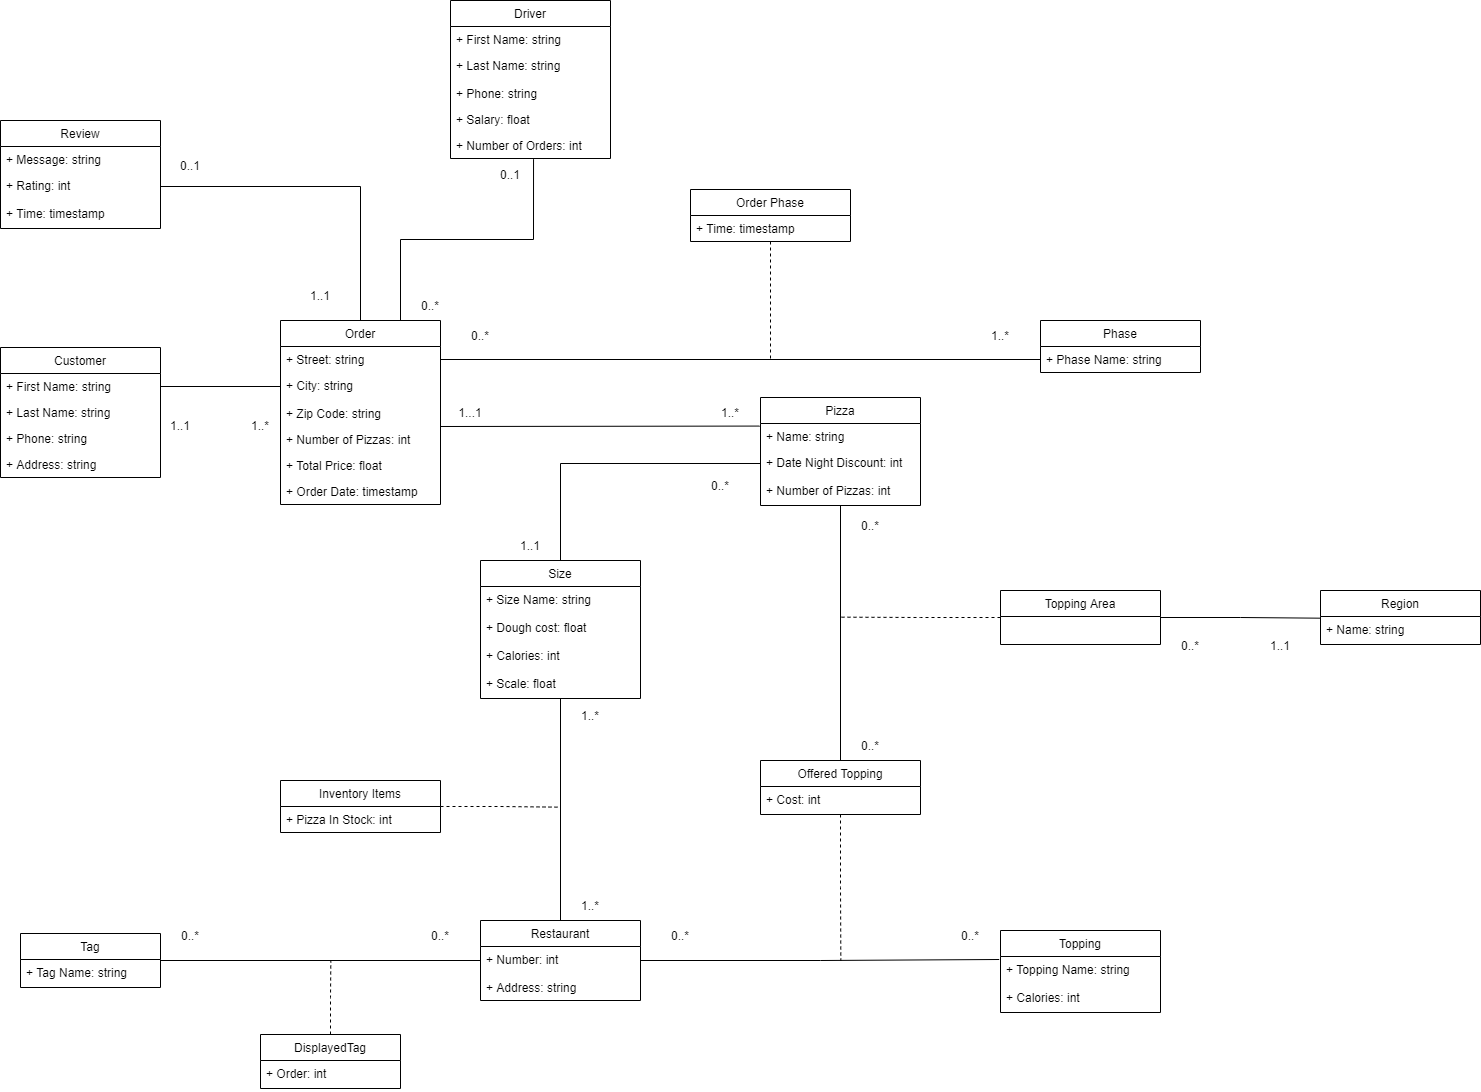 Driver
+ First Name: string
+ Last Name: string
+ Phone: string
+ Salary: float
+ Number of Orders: int
0..1
Review
+ Message: string
+ Rating: int
+ Time: timestamp
0..1
1..1
0..*
Order Phase
+ Time: timestamp
Customer
+ First Name: string
+ Last Name: string
+ Phone: string
+ Address: string
1..1
1..*
Order
+ Street: string
+ City: string
+ Zip Code: string
+ Number of Pizzas: int
+ Total Price: float
+ Order Date: timestamp
0..*
1..*
Phase
+ Phase Name: string
1...1
1..*
Pizza
+ Name: string
+ Date Night Discount: int
+ Number of Pizzas: int
0..*
0..*
1..1
Size
+ Size Name: string
+ Dough cost: float
+ Calories: int
+ Scale: float
1..*
Topping Area
0..*
1..1
Region
+ Name: string
0..*
Offered Topping
+ Cost: int
Inventory Items
+ Pizza In Stock: int
1..*
Tag
+ Tag Name: string
0..*
0..*
Restaurant
+ Number: int
+ Address: string
0..*
0..*
Topping
+ Topping Name: string
+ Calories: int
DisplayedTag
+ Order: int